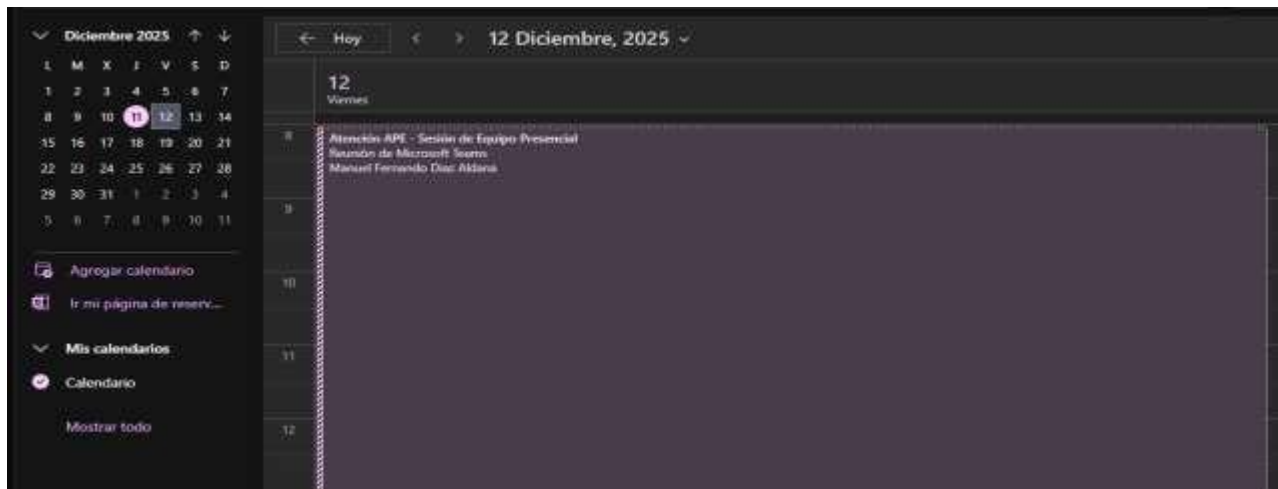 Diciembre 2025
L M X J V S D
1 2 3 4 5 6 7
8 9 10 11 12 13 14
15 16 17 18 19 20 21
22 23 24 25 26 27 28
29 30 31 1 2 3 4
5 6 7 8 9 10 11
Agregar calendario
Ir mi página de reserv...
Mis calendarios
Calendario
Mostrar todo
Hoy
12 Diciembre, 2025
12
Viernes
8
Atención APE - Sesión de Equipo Presencial
Reunión de Microsoft Teams
Manuel Fernando Diaz Aldana
9
10
11
12